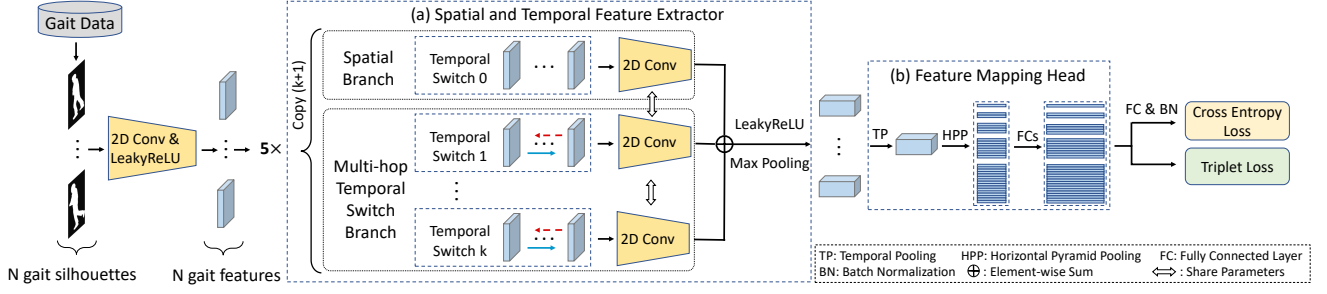 Gait Data
N gait silhouettes
2D Conv &
LeakyReLU
N gait features
5×
Copy (k+1)
(a) Spatial and Temporal Feature Extractor
Spatial
Branch
Temporal
Switch 0
2D Conv
Multi-hop
Temporal
Switch
Branch
Temporal
Switch 1
2D Conv
Temporal
Switch k
2D Conv
LeakyReLU
Max Pooling
TP
(b) Feature Mapping Head
HPP
FCs
FC & BN
Cross Entropy
Loss
Triplet Loss
TP: Temporal Pooling HPP: Horizontal Pyramid Pooling FC: Fully Connected Layer
BN: Batch Normalization ⊕ : Element-wise Sum ⇔ : Share Parameters